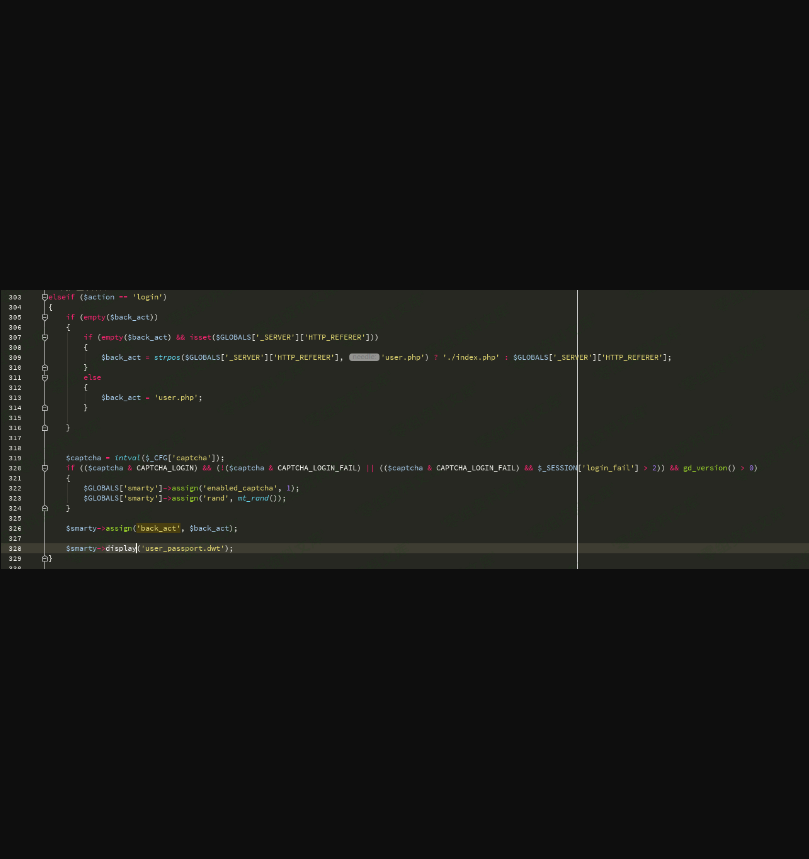 303 elseif ($action == 'login')
304 {
305 if (empty($back_act))
306 {
307 if (empty($back_act) && isset($GLOBALS['_SERVER']['HTTP_REFERER']))
308 {
309 $back_act = strpos($GLOBALS['_SERVER']['HTTP_REFERER'], 'user.php') ? './index.php' : $GLOBALS['_SERVER']['HTTP_REFERER'];
310 }
311 else
312 {
313 $back_act = 'user.php';
314 }
315
316 }
317
318
319 $captcha = intval($_CFG['captcha']);
320 if (($captcha & CAPTCHA_LOGIN) && (!($captcha & CAPTCHA_LOGIN_FAIL) || (($captcha & CAPTCHA_LOGIN_FAIL) && $_SESSION['login_fail'] > 2)) && gd_version() > 0)
321 {
322 $GLOBALS['smarty']->assign('enabled_captcha', 1);
323 $GLOBALS['smarty']->assign('rand', mt_rand());
324 }
325
326 $smarty->assign('back_act', $back_act);
327
328 $smarty->display('user_passport.dwt');
329 }